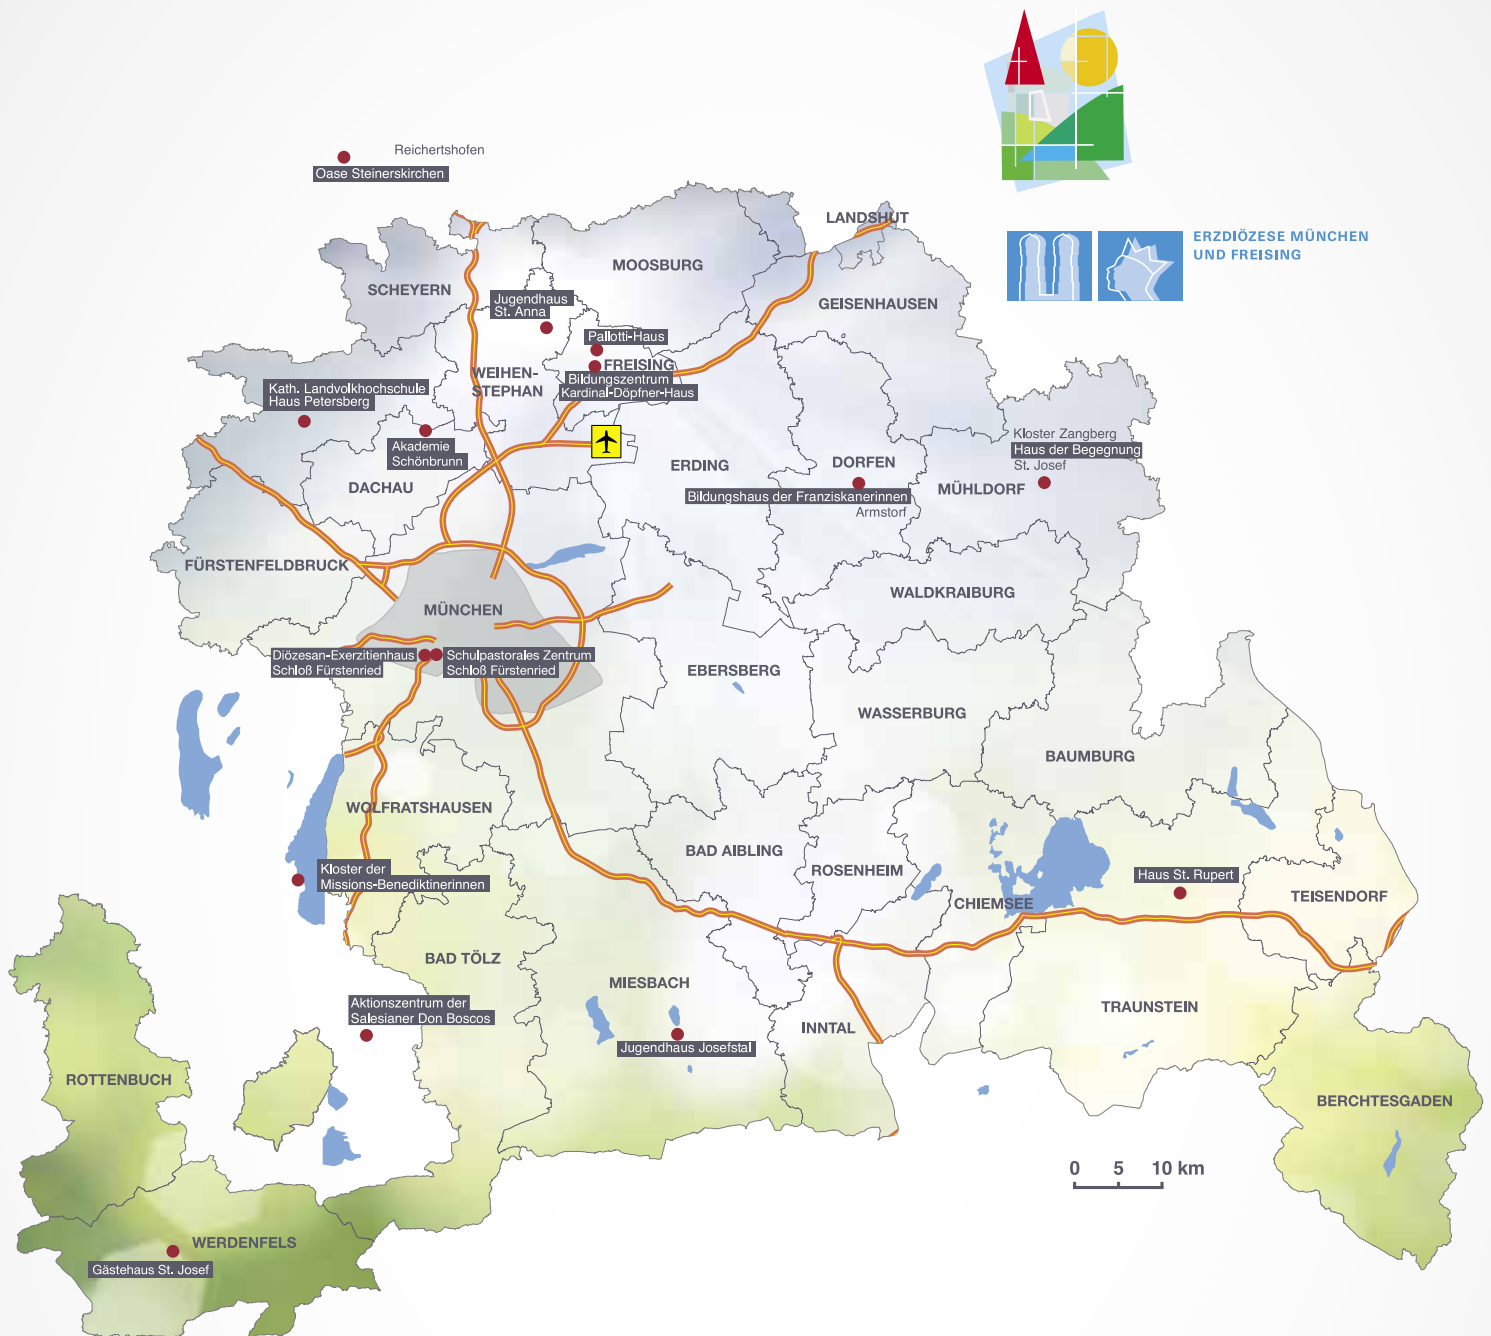 Reichertshofen
Oase Steinerskirchen
ERZDIÖZESE MÜNCHEN
UND FREISING
LANDSHUT
MOOSBURG
SCHEYERN
GEISENHAUSEN
Jugendhaus
St. Anna
Pallotti-Haus
FREISING
WEIHEN-
STEPHAN
Bildungszentrum
Kardinal-Döpfner-Haus
Kath. Landvolkhochschule
Haus Petersberg
Akademie
Schönbrunn
DACHAU
ERDING
DORFEN
Bildungshaus der Franziskanerinnen
Armstorf
Kloster Zangberg
Haus der Begegnung
St. Josef
MÜHLDORF
FÜRSTENFELDBRUCK
MÜNCHEN
WALDKRAIBURG
Diözesan-Exerzitienhaus
Schloß Fürstenried
Schulpastorales Zentrum
Schloß Fürstenried
EBERSBERG
WASSERBURG
BAUMBURG
WOLFRATSHAUSEN
BAD AIBLING
ROSENHEIM
Kloster der
Missions-Benediktinerinnen
CHIEMSEE
Haus St. Rupert
TEISENDORF
BAD TÖLZ
MIESBACH
Aktionszentrum der
Salesianer Don Boscos
INNTAL
TRAUNSTEIN
Jugendhaus Josefstal
ROTTENBUCH
BERCHTESGADEN
0 5 10 km
WERDENFELS
Gästehaus St. Josef